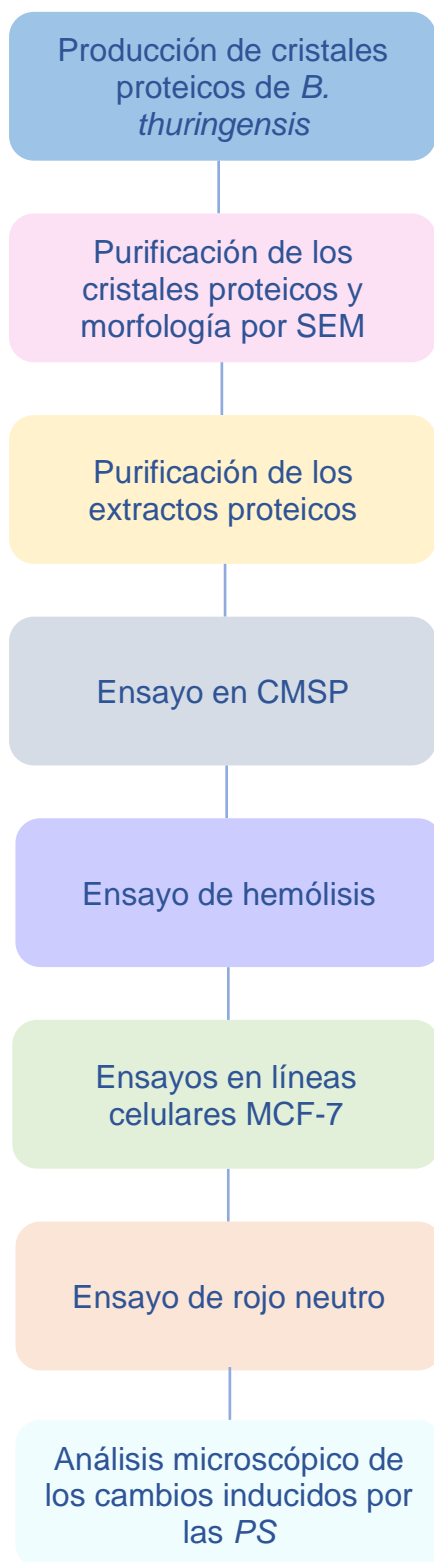 Producción de cristales
proteicos de B.
thuringensis
Purificación de los
cristales proteicos y
morfología por SEM
Purificación de los
extractos proteicos
Ensayo en CMSP
Ensayo de hemólisis
Ensayos en líneas
celulares MCF-7
Ensayo de rojo neutro
Análisis microscópico de
los cambios inducidos por
las PS